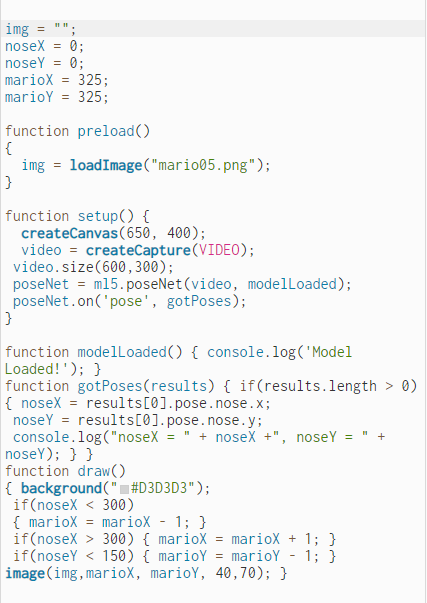 img = "";
noseX = 0;
noseY = 0;
marioX = 325;
marioY = 325;
function preload()
{
img = loadImage("mario05.png");
}
function setup() {
createCanvas(650, 400);
video = createCapture(VIDEO);
video.size(600,300);
poseNet = ml5.poseNet(video, modelLoaded);
poseNet.on('pose', gotPoses);
}
function modelLoaded() { console.log('Model
Loaded!'); }
function gotPoses(results) { if(results.length > 0)
{ noseX = results[0].pose.nose.x;
noseY = results[0].pose.nose.y;
console.log("noseX = " + noseX +", noseY = " +
noseY); } }
function draw()
{ background("#D3D3D3");
if(noseX < 300)
{ marioX = marioX - 1; }
if(noseX > 300) { marioX = marioX + 1; }
if(noseY < 150) { marioY = marioY - 1; }
image(img,marioX, marioY, 40,70); }